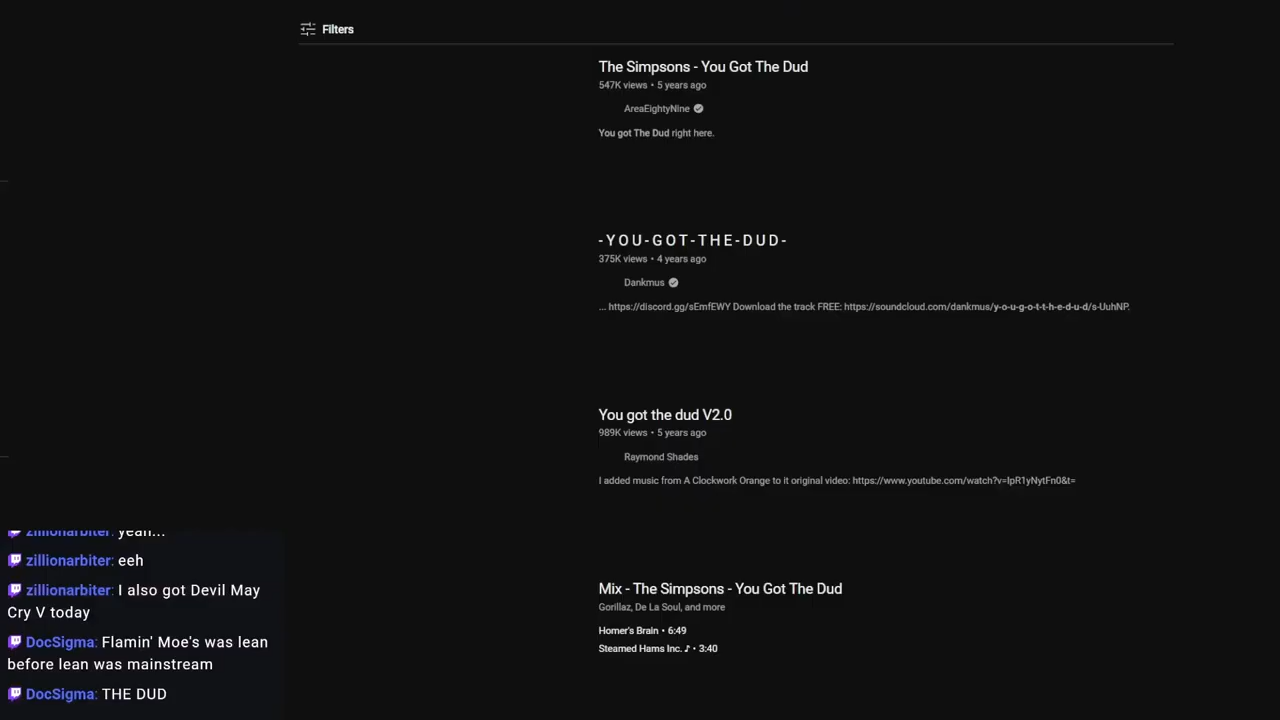 Filters
The Simpsons - You Got The Dud
547K views • 5 years ago
AreaEightyNine
You got The Dud right here.
- Y O U - G O T - T H E - D U D -
375K views • 4 years ago
Dankmus
... https://discord.gg/sEmfEWY Download the track FREE: https://soundcloud.com/dankmus/y-o-u-g-o-t-t-h-e-d-u-d/s-UuhNP.
You got the dud V2.0
989K views • 5 years ago
Raymond Shades
I added music from A Clockwork Orange to it original video: https://www.youtube.com/watch?v=IpR1yNytFn0&t=
Mix - The Simpsons - You Got The Dud
Gorillaz, De La Soul, and more
Homer's Brain • 6:49
Steamed Hams Inc. ♪ • 3:40
zillionarbiter: yeah...
zillionarbiter: eeh
zillionarbiter: I also got Devil May
Cry V today
DocSigma: Flamin' Moe's was lean
before lean was mainstream
DocSigma: THE DUD